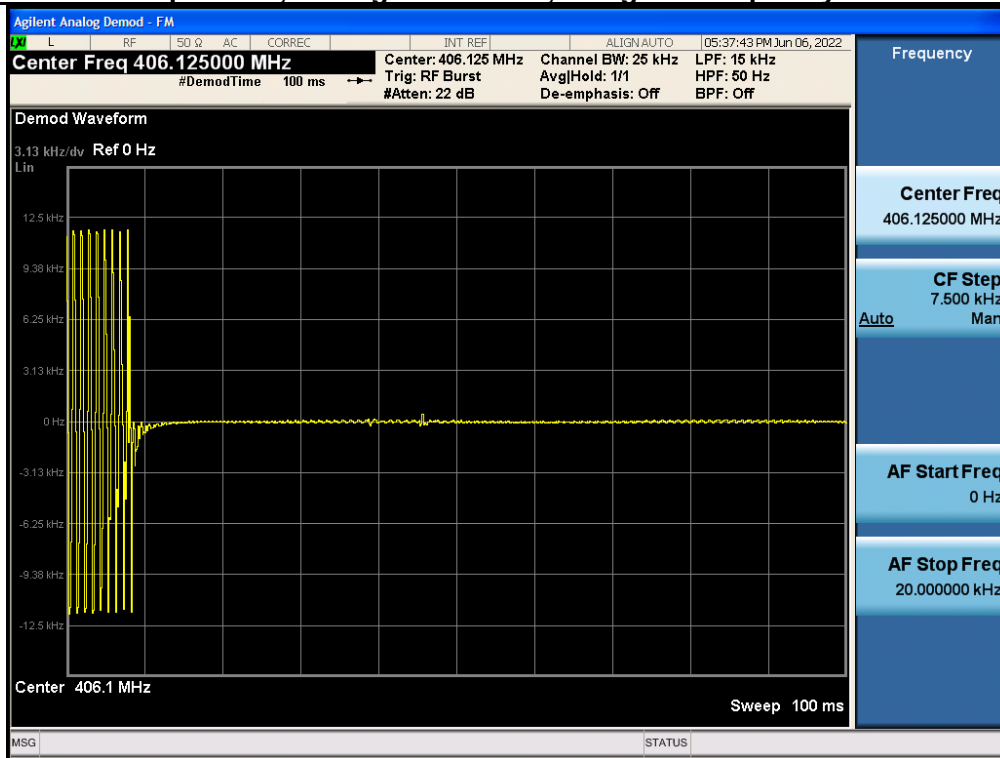 Agilent Analog Demod - FM
LXI L RF 50 Ω AC CORREC INT REF ALIGN AUTO 05:37:43 PM Jun 06, 2022
Center Freq 406.125000 MHz
#DemodTime 100 ms
Center: 406.125 MHz
Trig: RF Burst
#Atten: 22 dB
Channel BW: 25 kHz
Avg|Hold: 1/1
De-emphasis: Off
LPF: 15 kHz
HPF: 50 Hz
BPF: Off
Demod Waveform
3.13 kHz/dv Ref 0 Hz
Lin
12.5 kHz
9.38 kHz
6.25 kHz
3.13 kHz
0 Hz
-3.13 kHz
-6.25 kHz
-9.38 kHz
-12.5 kHz
Center 406.1 MHz
Sweep 100 ms
MSG STATUS
Frequency
Center Freq
406.125000 MHz
CF Step
7.500 kHz
Auto Man
AF Start Freq
0 Hz
AF Stop Freq
20.000000 kHz